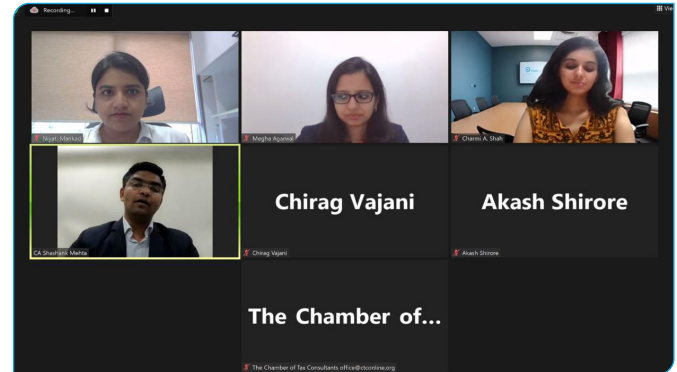 Recording...
View
Niyati Mankad
Megha Agarwal
Charmi A. Shah
CA Shashank Mehta
Chirag Vajani
Chirag Vajani
Akash Shirore
Akash Shirore
The Chamber of...
The Chamber of Tax Consultants office@ctconline.org